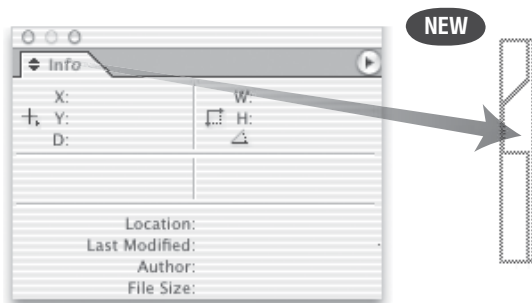 NEW
Info
X: W:
Y: H:
D:
Location:
Last Modified:
Author:
File Size: